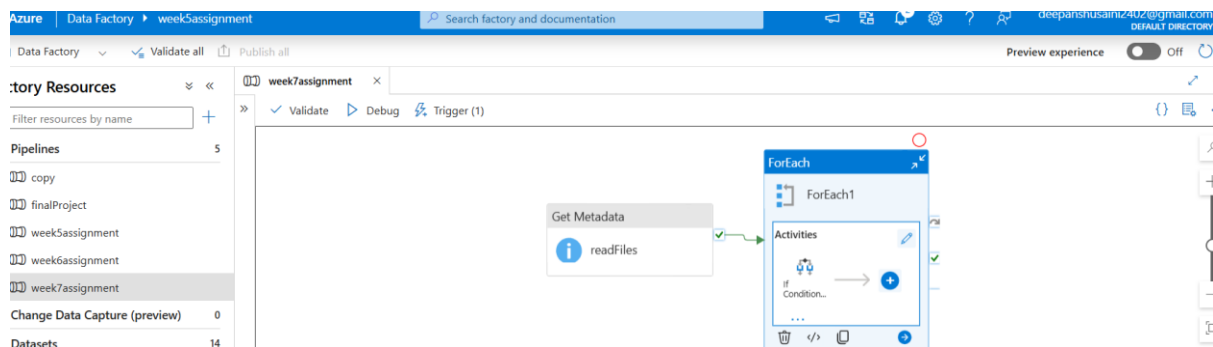 Azure | Data Factory ▸ week5assignment Search factory and documentation deepanshusaini2402@gmail.com
DEFAULT DIRECTORY
Data Factory Validate all Publish all Preview experience Off
ctory Resources
Filter resources by name
Pipelines 5
copy
finalProject
week5assignment
week6assignment
week7assignment
Change Data Capture (preview) 0
Datasets 14
week7assignment
Validate Debug Trigger (1)
Get Metadata
readFiles
ForEach
ForEach1
Activities
If
Condition...
...